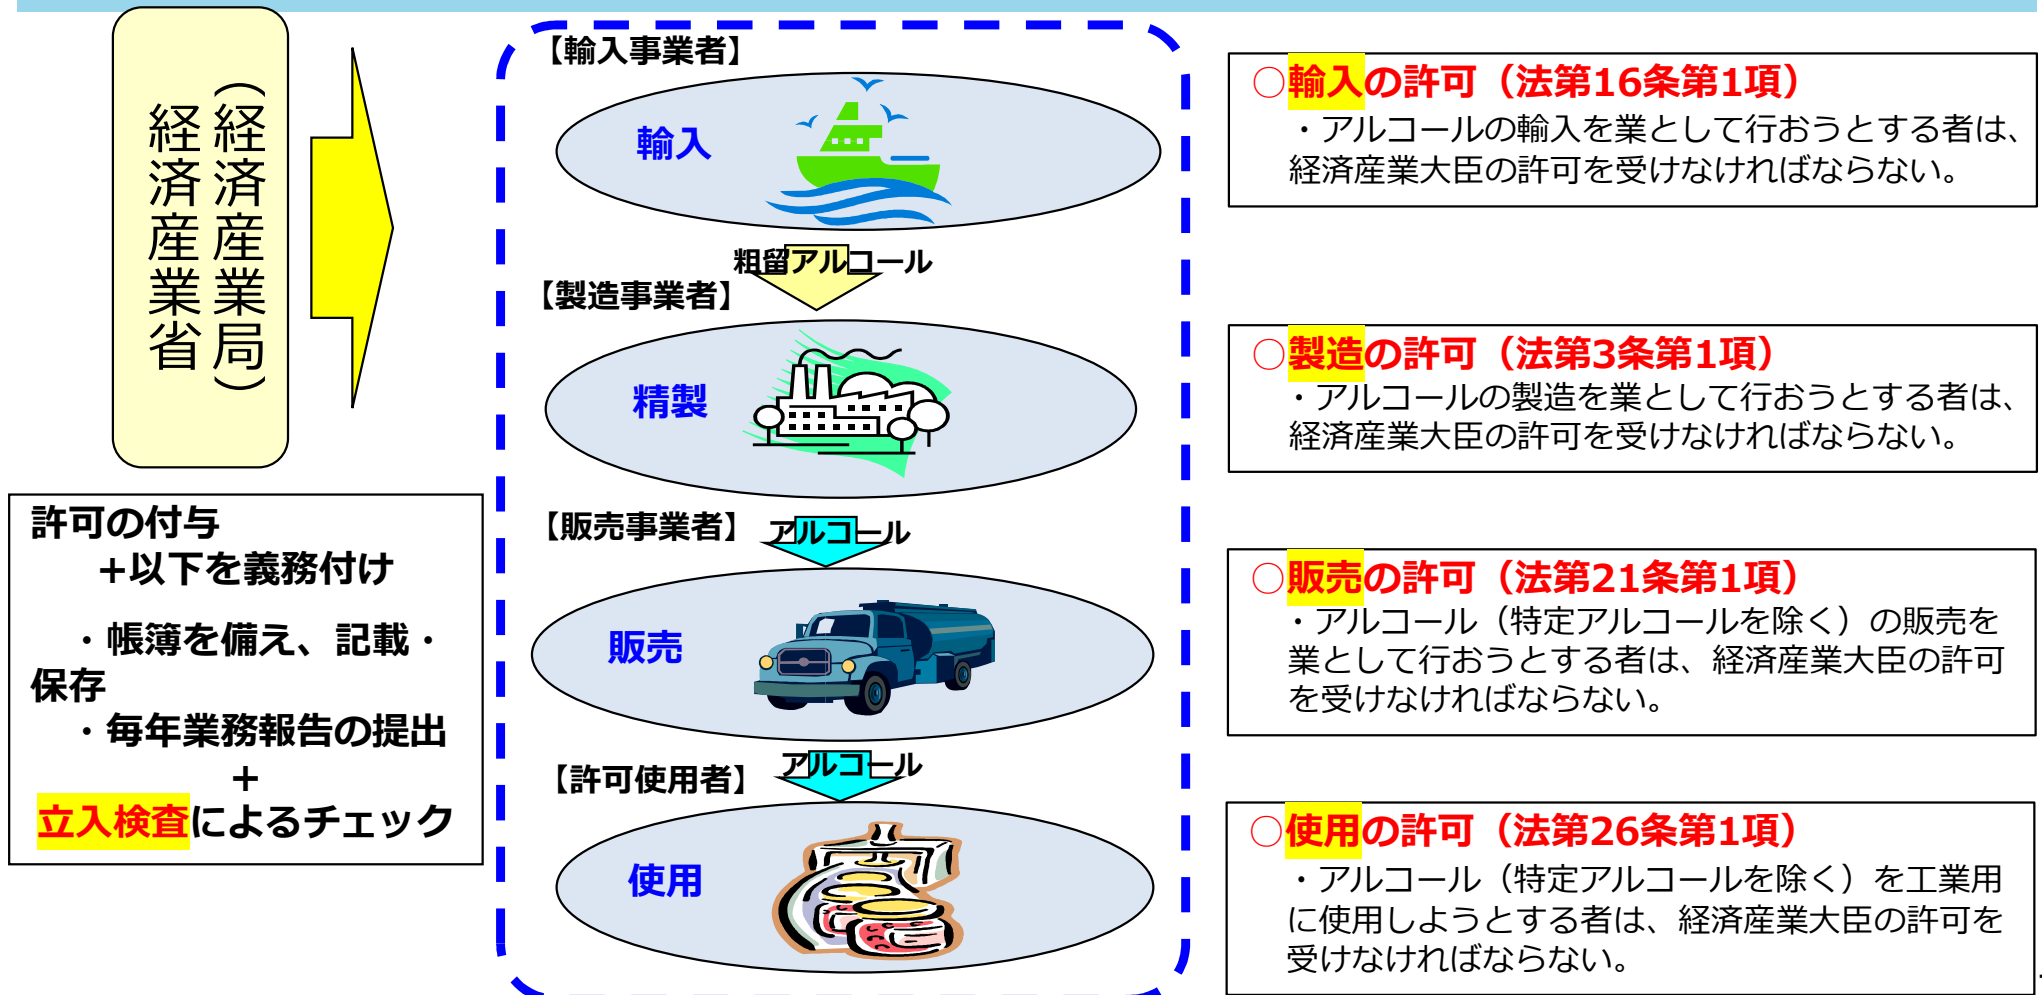 経済産業省
（経済産業局）
許可の付与
+以下を義務付け
・帳簿を備え、記載・
保存
・毎年業務報告の提出
+
立入検査によるチェック
【輸入事業者】
輸入
粗留アルコール
【製造事業者】
精製
【販売事業者】
アルコール
販売
【許可使用者】
アルコール
使用
○輸入の許可（法第16条第1項）
・アルコールの輸入を業として行おうとする者は、
経済産業大臣の許可を受けなければならない。
○製造の許可（法第3条第1項）
・アルコールの製造を業として行おうとする者は、
経済産業大臣の許可を受けなければならない。
○販売の許可（法第21条第1項）
・アルコール（特定アルコールを除く）の販売を
業として行おうとする者は、経済産業大臣の許可
を受けなければならない。
○使用の許可（法第26条第1項）
・アルコール（特定アルコールを除く）を工業用
に使用しようとする者は、経済産業大臣の許可を
受けなければならない。